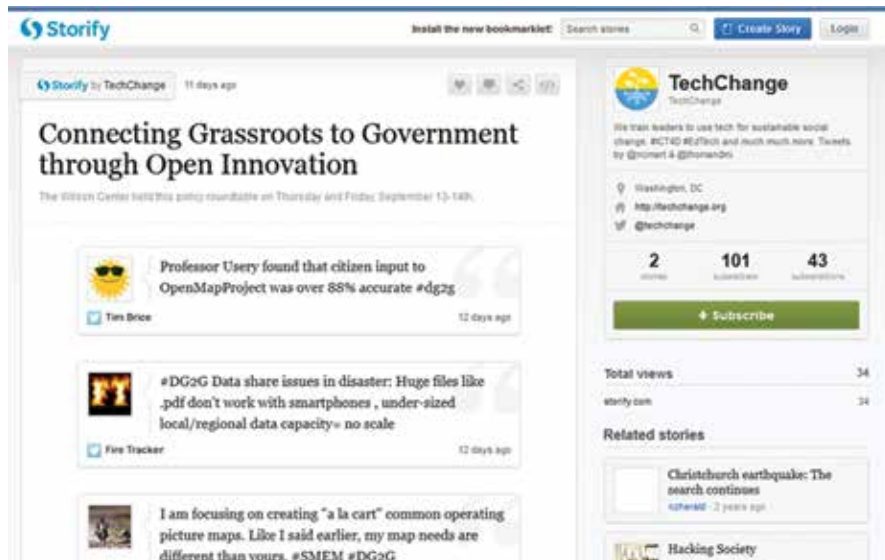 Storify
Install the new bookmarklet!
Search stories
Create Story
Login
Storify by TechChange
11 days ago
Connecting Grassroots to Government
through Open Innovation
The Wilson Center held this policy roundtable on Thursday and Friday, September 13-14th.
Professor Usery found that citizen input to
OpenMapProject was over 88% accurate #dg2g
Tim Brice
12 days ago
#DG2G Data share issues in disaster: Huge files like
.pdf don't work with smartphones , under-sized
local/regional data capacity= no scale
Fire Tracker
12 days ago
I am focusing on creating "a la cart" common operating
picture maps. Like I said earlier, my map needs are
different than yours. #SMEM #DG2G
TechChange
TechChange
We train leaders to use tech for sustainable social
change. #ICT4D #EdTech and much much more. Tweets
by
Washington, DC
http://techchange.org
@techchange
2
101
43
stories
subscribers
subscriptions
+ Subscribe
Total views
34
storify.com
34
Related stories
Christchurch earthquake: The
search continues
nzherald - 2 years ago
Hacking Society